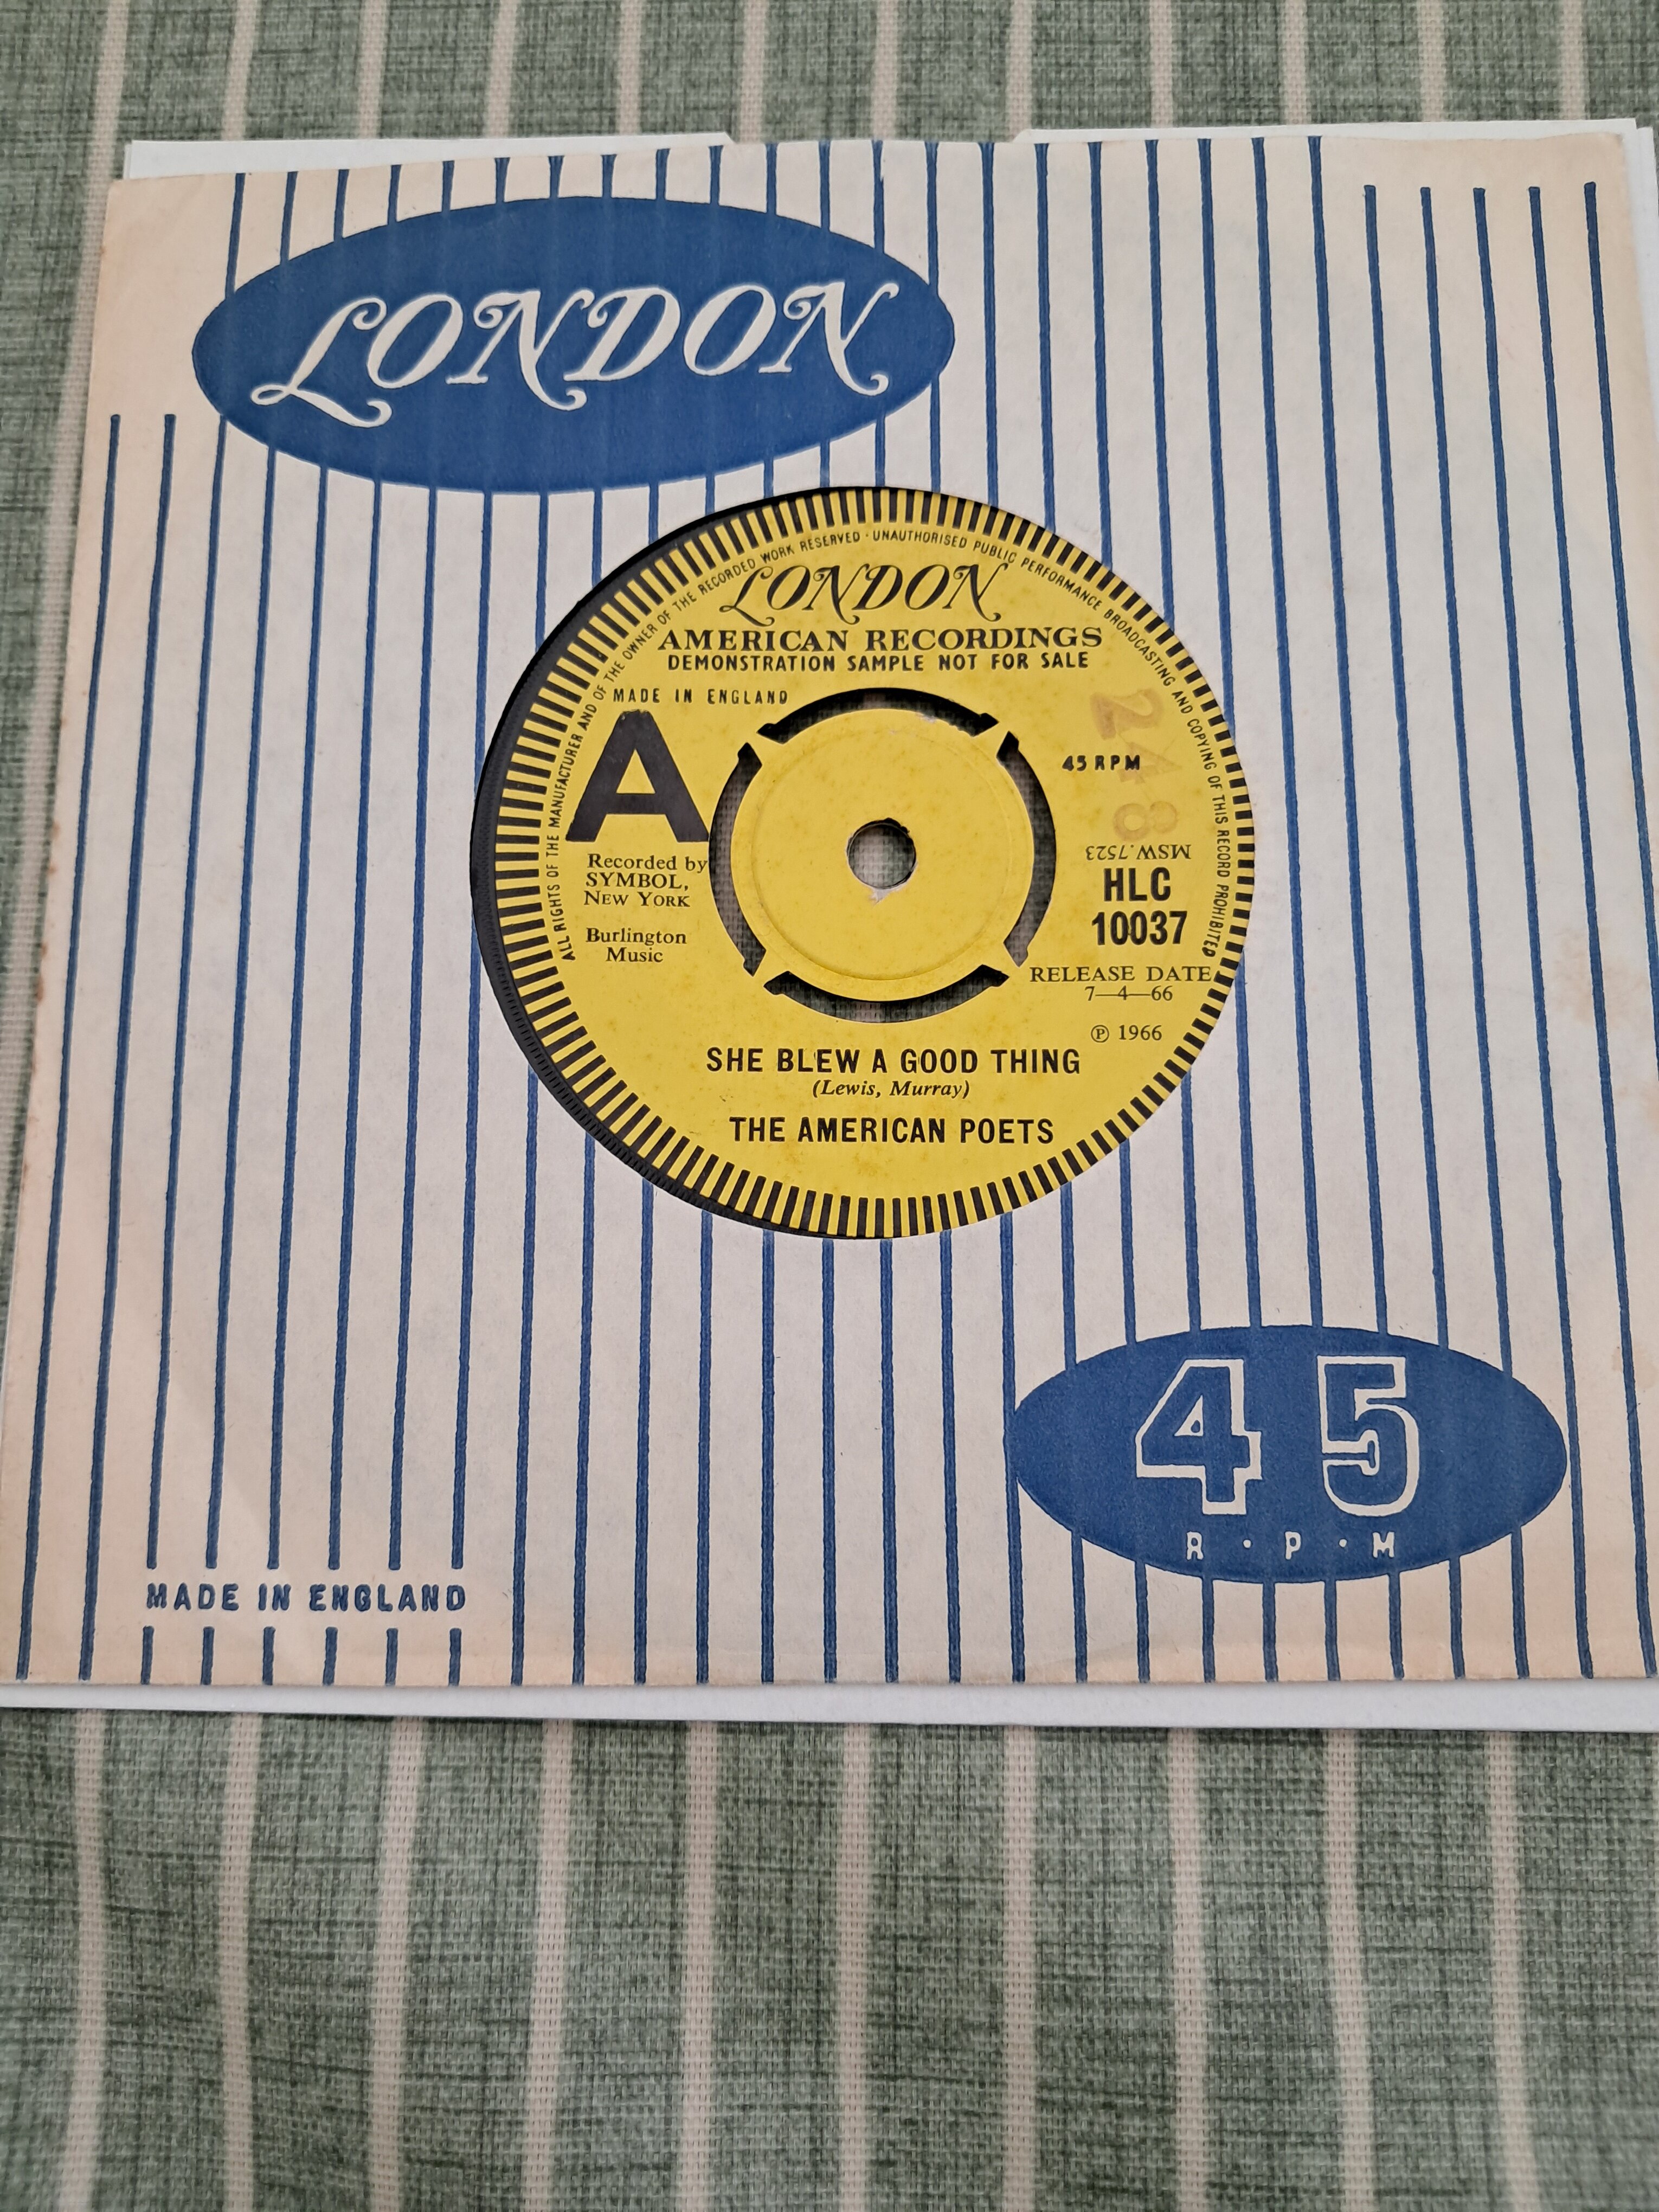 LONDON
ALL RIGHTS OF THE MANUFACTURER AND OF THE OWNER OF THE RECORDED WORK RESERVED · UNAUTHORISED PUBLIC PERFORMANCE BROADCASTING AND COPYING OF THIS RECORD PROHIBITED
LONDON
AMERICAN RECORDINGS
DEMONSTRATION SAMPLE NOT FOR SALE
MADE IN ENGLAND
A
248
45 RPM
MSW.7523
Recorded by
SYMBOL,
NEW YORK
HLC
10037
Burlington
Music
RELEASE DATE
7—4—66
℗ 1966
SHE BLEW A GOOD THING
(Lewis, Murray)
THE AMERICAN POETS
45
R·P·M
MADE IN ENGLAND